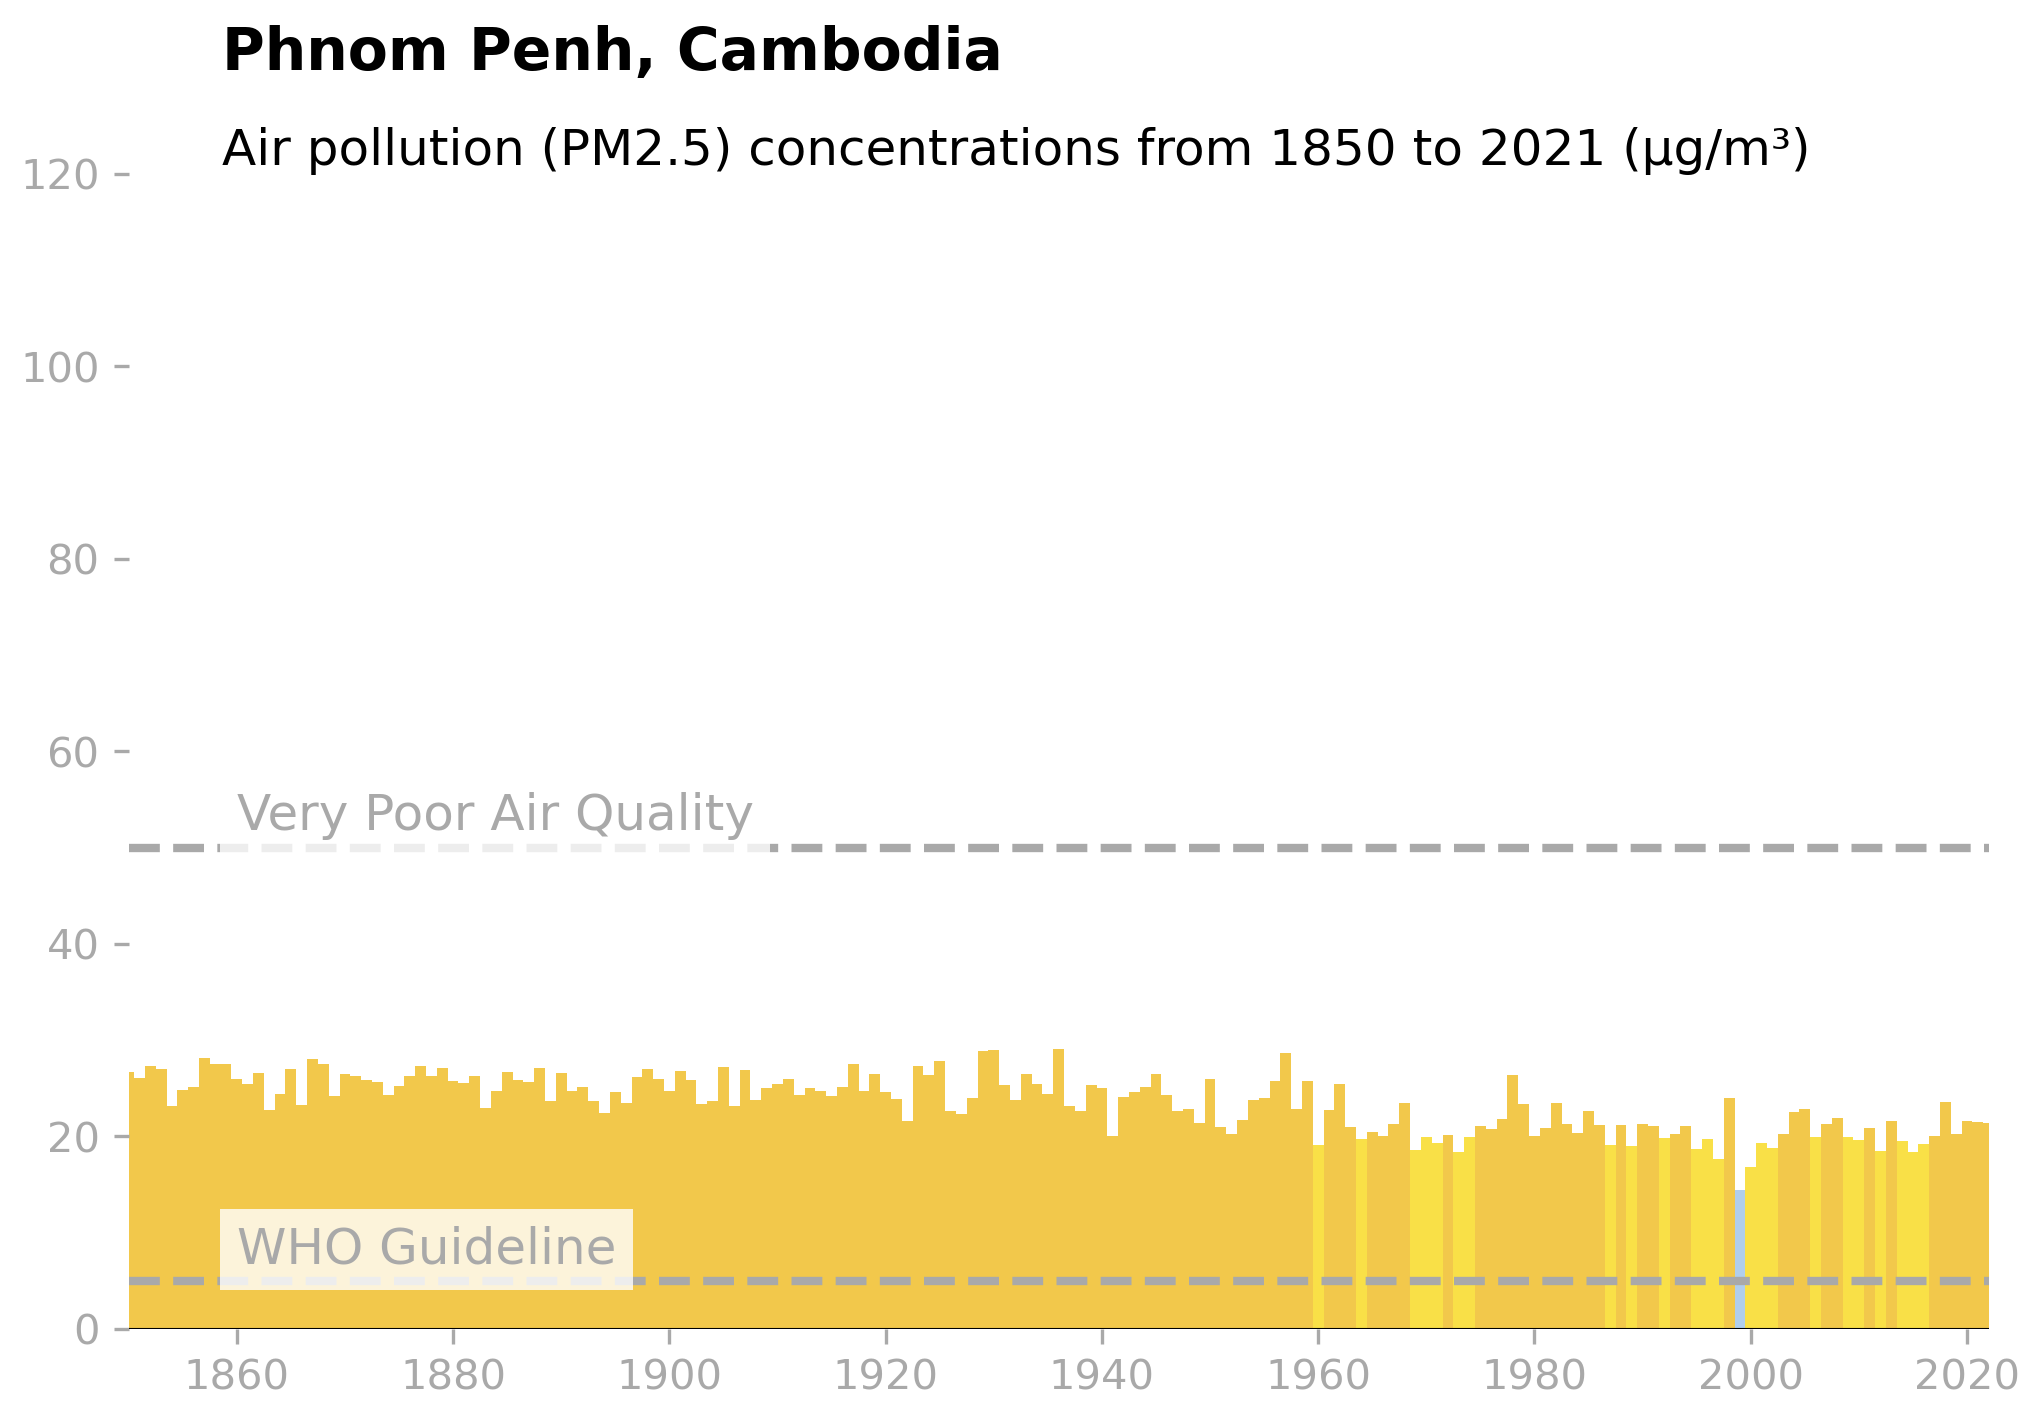 Phnom Penh, Cambodia
Air pollution (PM2.5) concentrations from 1850 to 2021 (µg/m³)
120
100
80
60
Very Poor Air Quality
40
20
WHO Guideline
0
1860 1880 1900 1920 1940 1960 1980 2000 2020